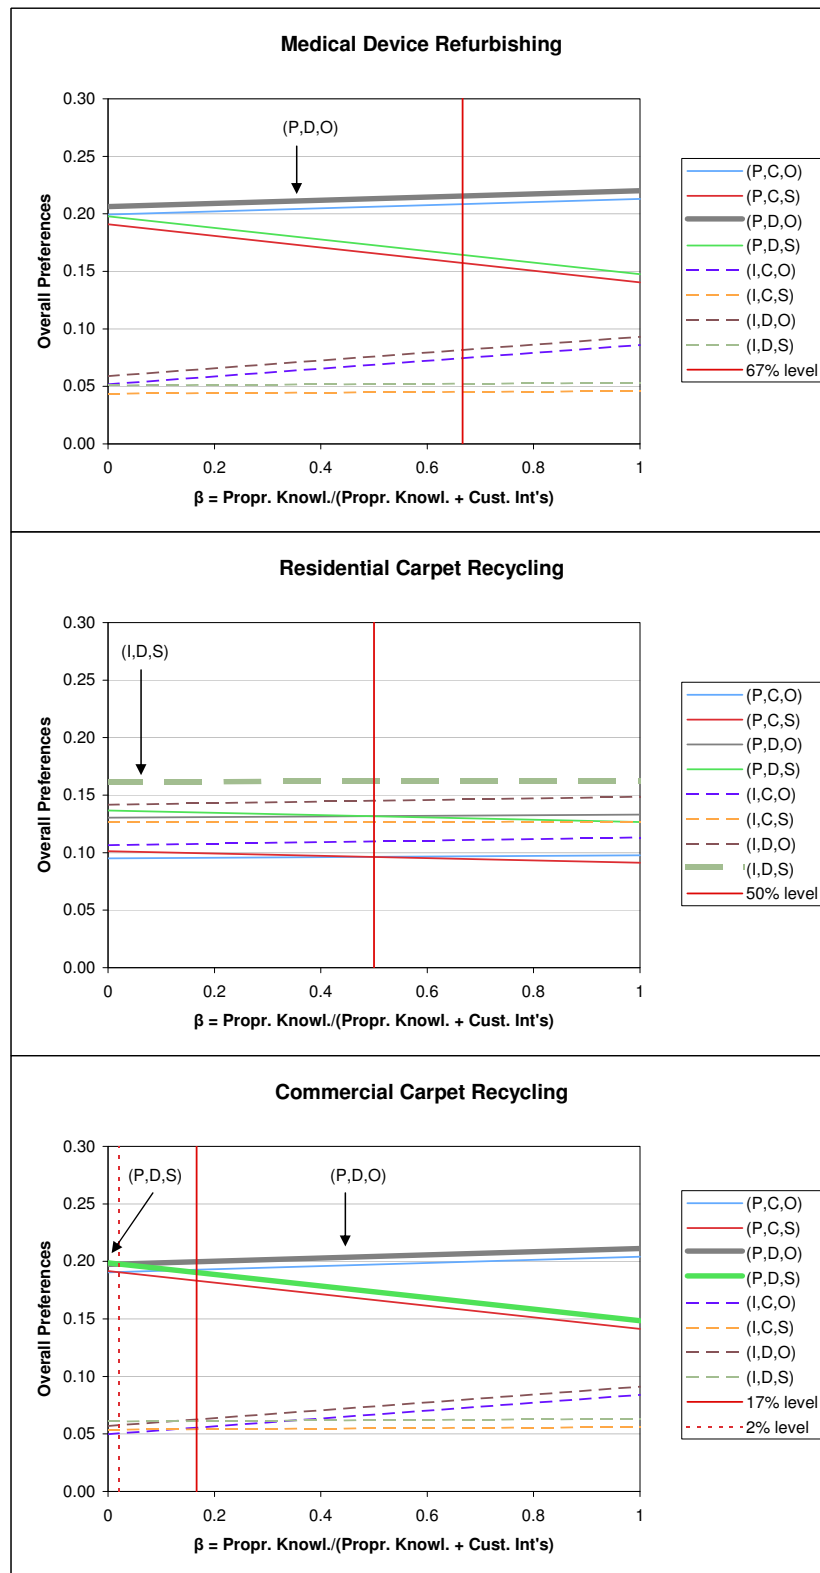 Medical Device Refurbishing
0.30
0.25
0.20
0.15
0.10
0.05
0.00
Overall Preferences
(P,D,O)
0
0.2
0.4
0.6
0.8
1
β = Propr. Knowl./(Propr. Knowl. + Cust. Int's)
(P,C,O)
(P,C,S)
(P,D,O)
(P,D,S)
(I,C,O)
(I,C,S)
(I,D,O)
(I,D,S)
67% level
Residential Carpet Recycling
0.30
0.25
0.20
0.15
0.10
0.05
0.00
Overall Preferences
(I,D,S)
0
0.2
0.4
0.6
0.8
1
β = Propr. Knowl./(Propr. Knowl. + Cust. Int's)
(P,C,O)
(P,C,S)
(P,D,O)
(P,D,S)
(I,C,O)
(I,C,S)
(I,D,O)
(I,D,S)
50% level
Commercial Carpet Recycling
0.30
0.25
0.20
0.15
0.10
0.05
0.00
Overall Preferences
(P,D,S)
(P,D,O)
0
0.2
0.4
0.6
0.8
1
β = Propr. Knowl./(Propr. Knowl. + Cust. Int's)
(P,C,O)
(P,C,S)
(P,D,O)
(P,D,S)
(I,C,O)
(I,C,S)
(I,D,O)
(I,D,S)
17% level
2% level